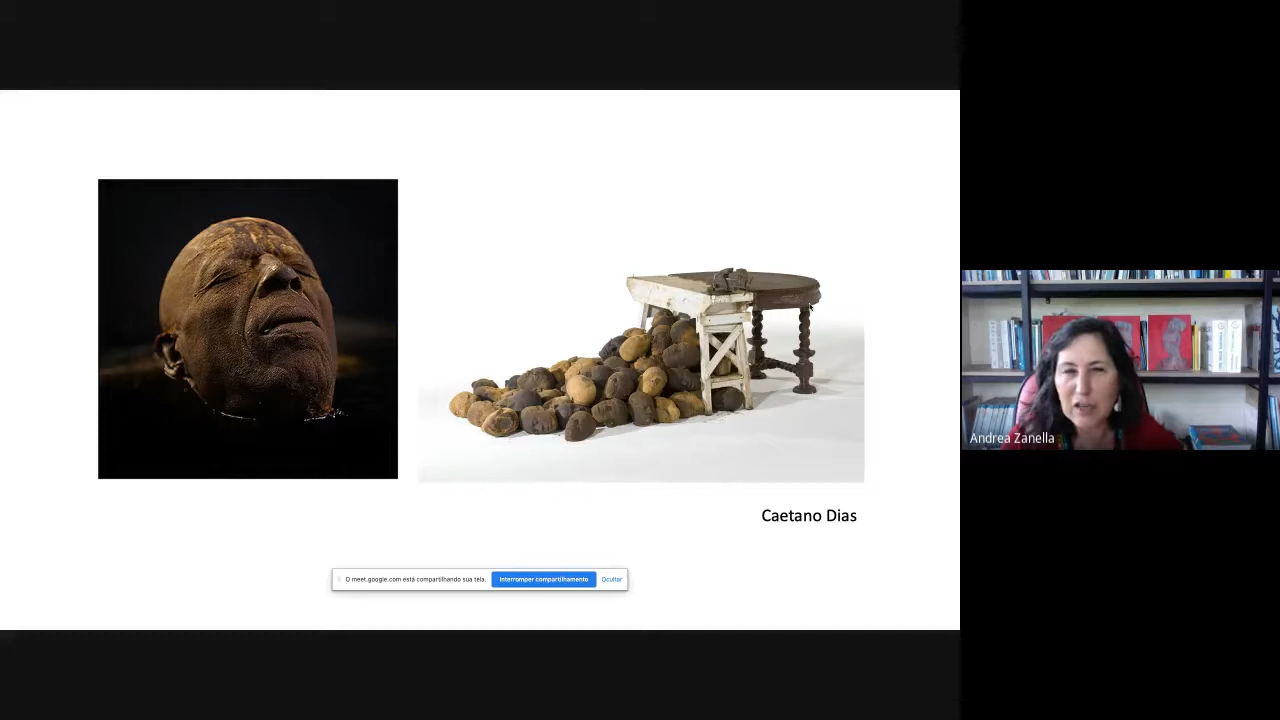 Andrea Zanella
Caetano Dias
O meet.google.com está compartilhando sua tela. Interromper compartilhamento Ocultar